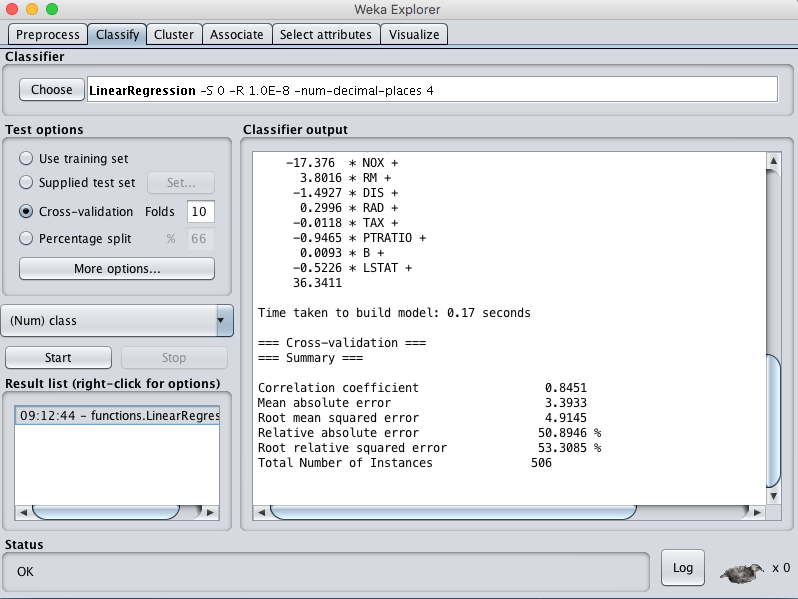 Weka Explorer
Preprocess Classify Cluster Associate Select attributes Visualize
Classifier
Choose LinearRegression -S 0 -R 1.0E-8 -num-decimal-places 4
Test options
Use training set
Supplied test set Set...
Cross-validation Folds 10
Percentage split % 66
More options...
(Num) class
Start Stop
Result list (right-click for options)
09:12:44 - functions.LinearRegres
Classifier output
-17.376 * NOX +
3.8016 * RM +
-1.4927 * DIS +
0.2996 * RAD +
-0.0118 * TAX +
-0.9465 * PTRATIO +
0.0093 * B +
-0.5226 * LSTAT +
36.3411
Time taken to build model: 0.17 seconds
=== Cross-validation ===
=== Summary ===
Correlation coefficient 0.8451
Mean absolute error 3.3933
Root mean squared error 4.9145
Relative absolute error 50.8946 %
Root relative squared error 53.3085 %
Total Number of Instances 506
Status
OK
Log x 0